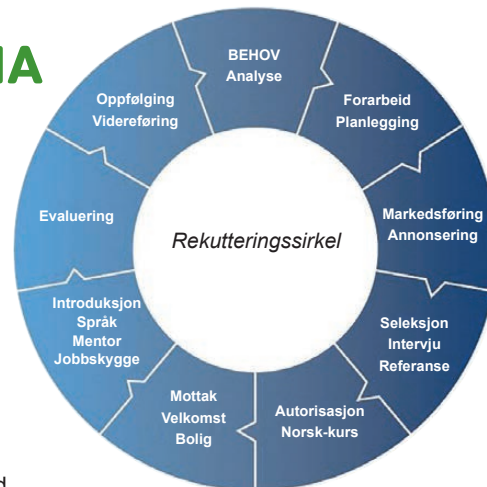 BEHOV
Analyse
Forarbeid
Planlegging
Markedsføring
Annonsering
Seleksjon
Intervju
Referanse
Autorisasjon
Norsk-kurs
Mottak
Velkomst
Bolig
Introduksjon
Språk
Mentor
Jobbskygge
Evaluering
Oppfølging
Videreføring
Rekutteringssirkel